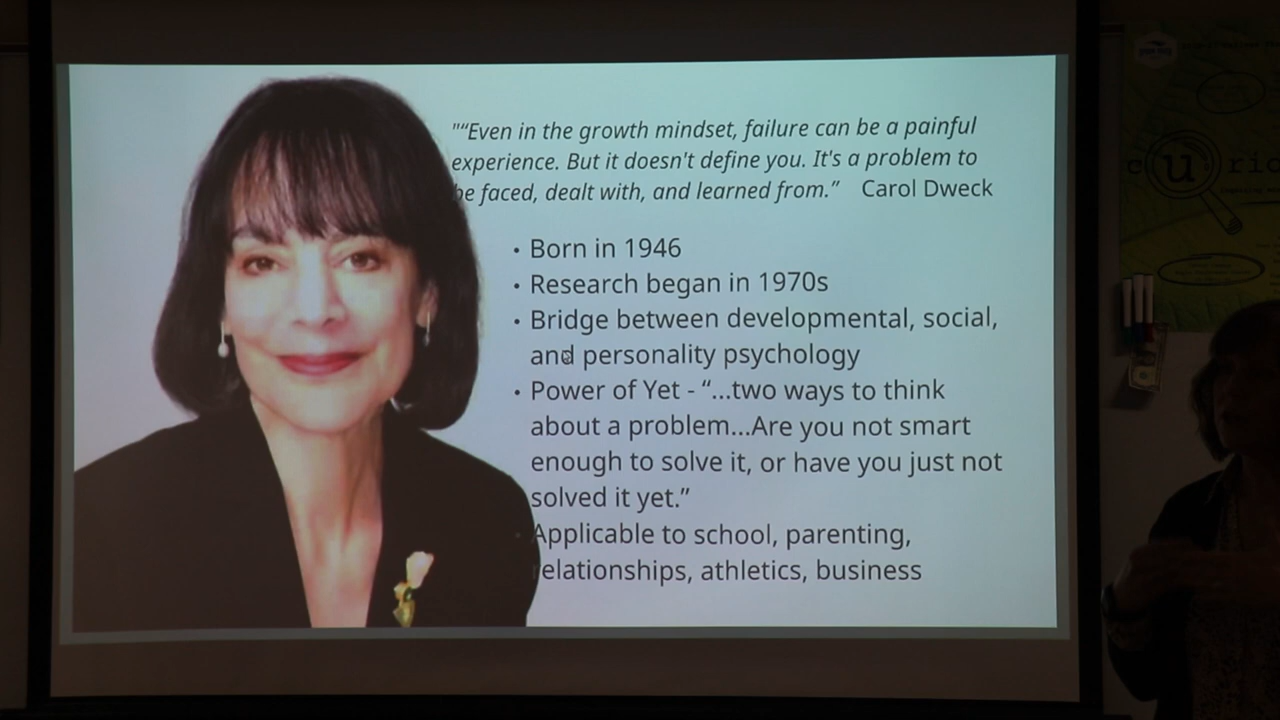 "“Even in the growth mindset, failure can be a painful
experience. But it doesn't define you. It's a problem to
be faced, dealt with, and learned from.” Carol Dweck
• Born in 1946
• Research began in 1970s
• Bridge between developmental, social,
and personality psychology
• Power of Yet - “...two ways to think
about a problem...Are you not smart
enough to solve it, or have you just not
solved it yet.”
• Applicable to school, parenting,
relationships, athletics, business
c u: ric